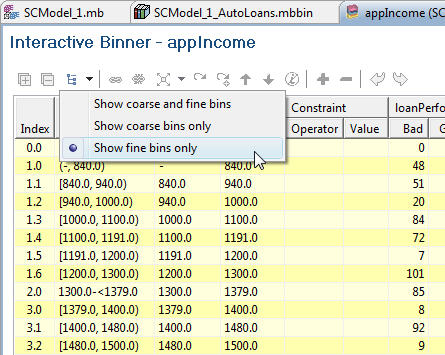 SCModel_1.mb SCModel_1_AutoLoans.mbbin appIncome (SC
Interactive Binner - appIncome
Show coarse and fine bins
Show coarse bins only
Show fine bins only
Constraint loanPerfo
Index Operator Value Bad G
0.0 0
1.0 (-, 840.0) - 840.0 48
1.1 [840.0, 940.0) 840.0 940.0 51
1.2 [940.0, 1000.0) 940.0 1000.0 20
1.3 [1000.0, 1100.0) 1000.0 1100.0 84
1.4 [1100.0, 1191.0) 1100.0 1191.0 72
1.5 [1191.0, 1200.0) 1191.0 1200.0 7
1.6 [1200.0, 1300.0) 1200.0 1300.0 101
2.0 1300.0-<1379.0 1300.0 1379.0 85
3.0 [1379.0, 1400.0) 1379.0 1400.0 8
3.1 [1400.0, 1480.0) 1400.0 1480.0 92
3.2 [1480.0, 1500.0) 1480.0 1500.0 9